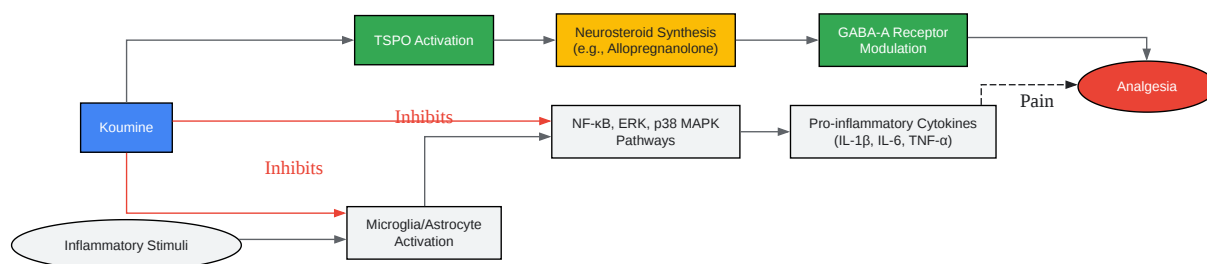 TSPO Activation
Neurosteroid Synthesis
(e.g., Allopregnanolone)
GABA-A Receptor
Modulation
Analgesia
Koumine
Inhibits
NF-κB, ERK, p38 MAPK
Pathways
Pro-inflammatory Cytokines
(IL-1β, IL-6, TNF-α)
Pain
Inhibits
Microglia/Astrocyte
Activation
Inflammatory Stimuli